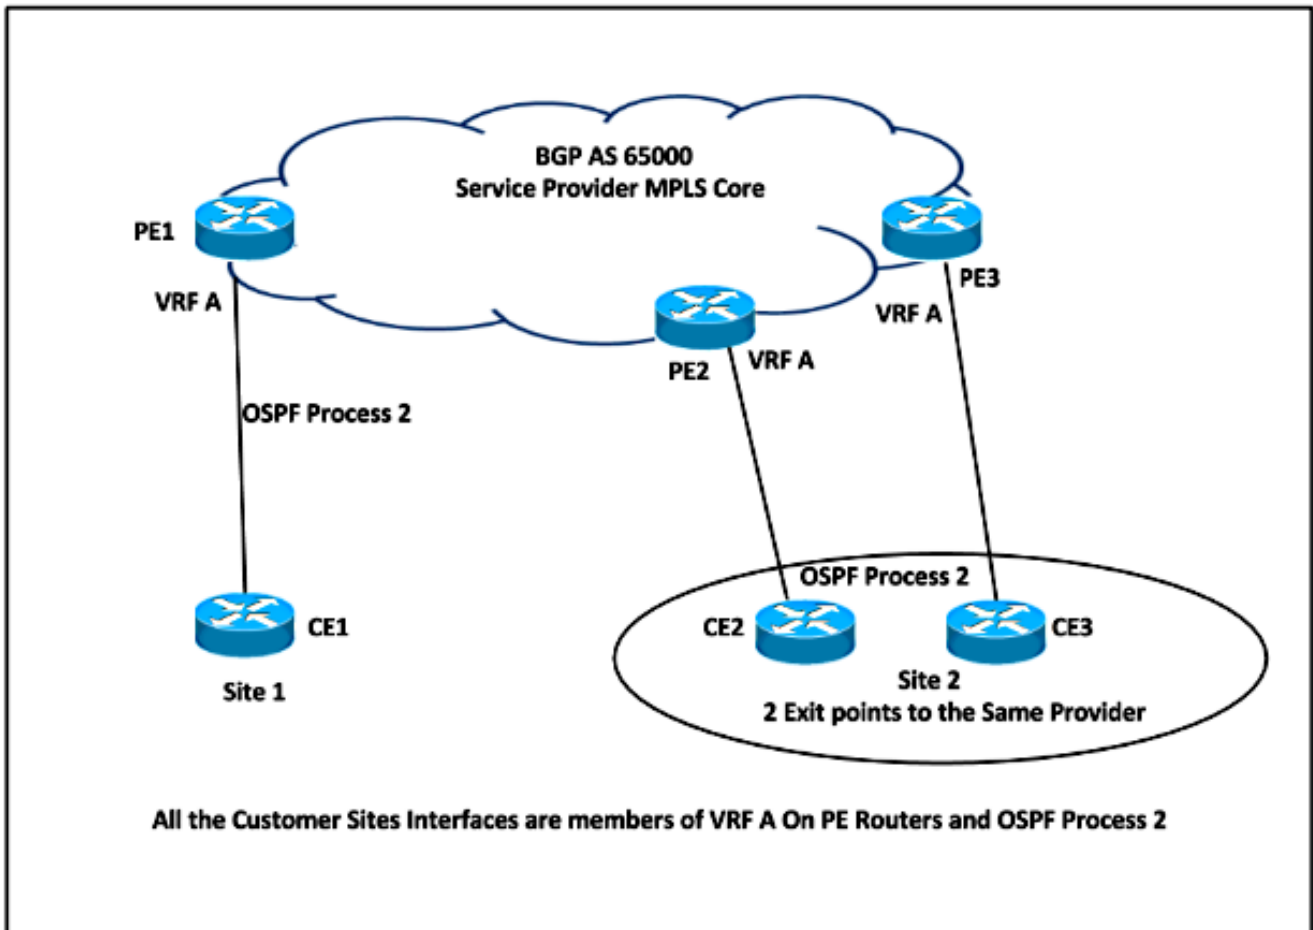 BGP AS 65000
Service Provider MPLS Core
PE1
VRF A
PE3
VRF A
PE2
VRF A
OSPF Process 2
OSPF Process 2
CE1
CE2
CE3
Site 1
Site 2
2 Exit points to the Same Provider
All the Customer Sites Interfaces are members of VRF A On PE Routers and OSPF Process 2